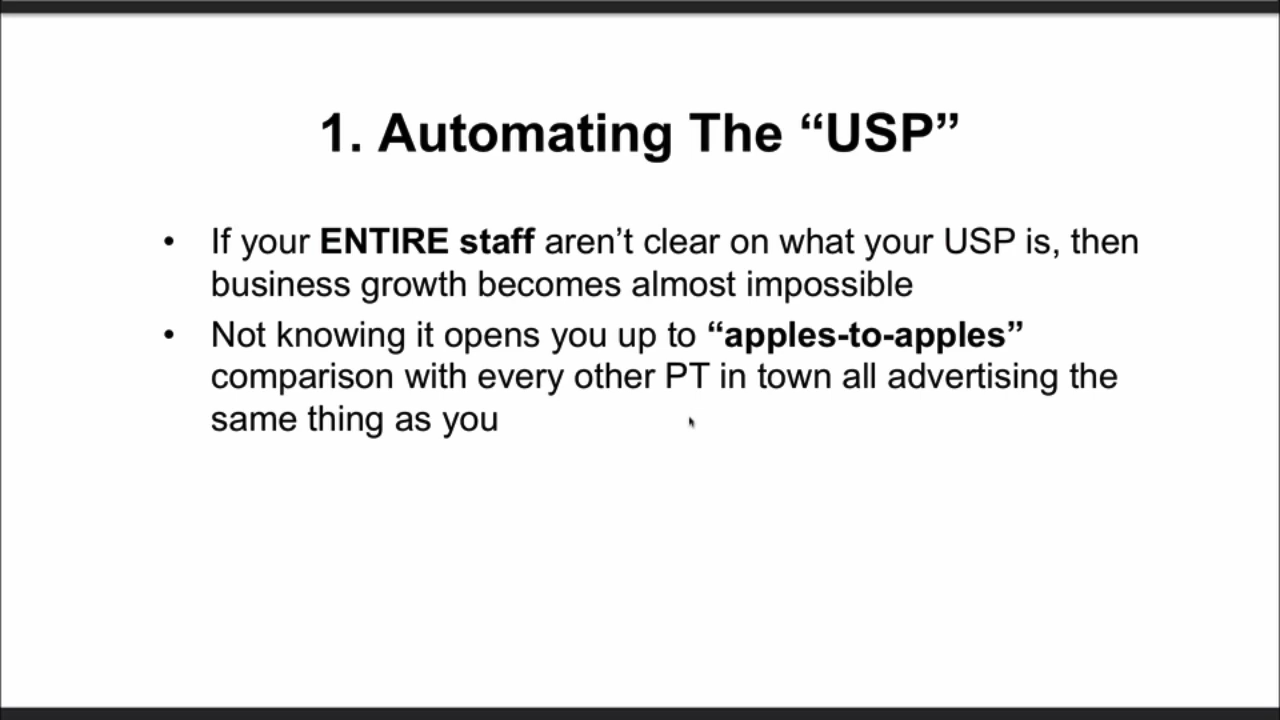 1. Automating The “USP”
• If your ENTIRE staff aren’t clear on what your USP is, then
business growth becomes almost impossible
• Not knowing it opens you up to “apples-to-apples”
comparison with every other PT in town all advertising the
same thing as you